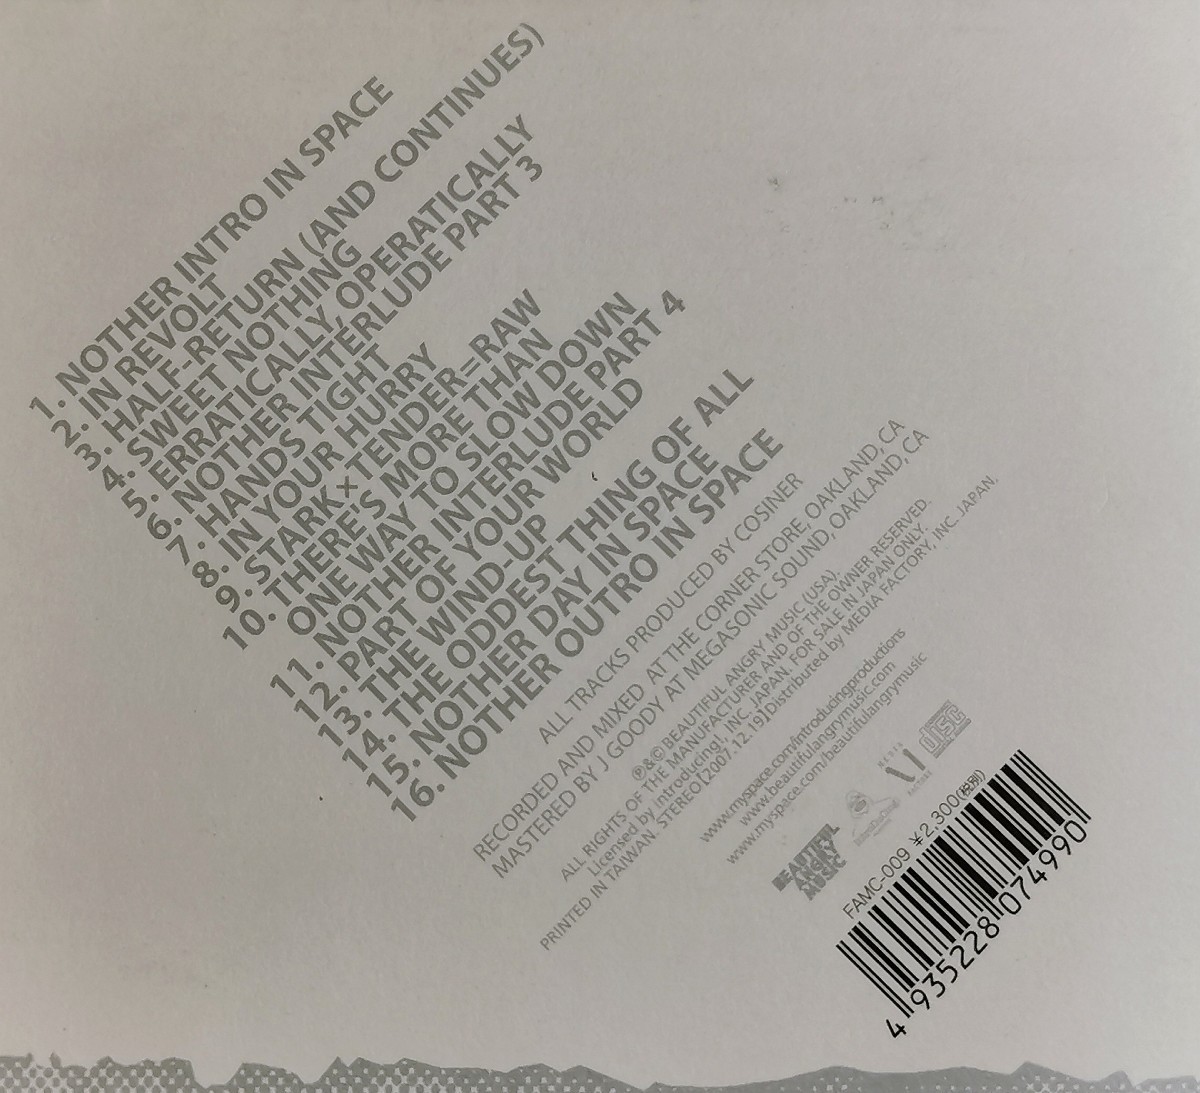 1. NOTHER INTRO IN SPACE
2. IN REVOLT
3. HALF-RETURN (AND CONTINUES)
4. SWEET NOTHING
5. ERRATICALLY, OPERATICALLY
6. NOTHER INTERLUDE PART 3
7. HANDS TIGHT
8. IN YOUR HURRY
9. STARK×TENDER=RAW
10. THERE'S MORE THAN
ONE WAY TO SLOW DOWN
11. NOTHER INTERLUDE PART 4
12. PART OF YOUR WORLD
13. THE WIND-UP
14. THE ODDEST THING OF ALL
15. NOTHER DAY IN SPACE
16. NOTHER OUTRO IN SPACE
ALL TRACKS PRODUCED BY COSINER
RECORDED AND MIXED AT THE CORNER STORE, OAKLAND, CA
MASTERED BY J GOODY AT MEGASONIC SOUND, OAKLAND, CA
℗&© BEAUTIFUL ANGRY MUSIC (USA),
ALL RIGHTS OF THE MANUFACTURER AND OF THE OWNER RESERVED.
Licensed by introducing!, INC. JAPAN. FOR SALE IN JAPAN ONLY.
PRINTED IN TAIWAN. STEREO【2007.12.19】Distributed by MEDIA FACTORY, INC. JAPAN.
www.myspace.com/introducingproductions
www.beautifulangrymusic.com
www.myspace.com/beautifulangrymusic
BEAUTIFUL
ANGRY
MUSIC
MEDIA
FACTORY
DISC
FAMC-009 ¥2,300(税別)
4 935228 074990